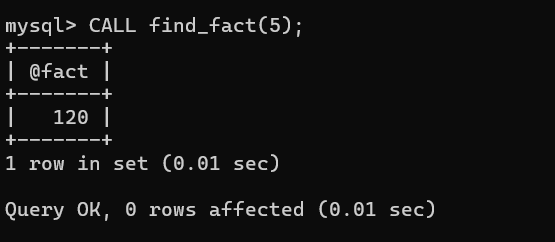 mysql> CALL find_fact(5);
+-------+
| @fact |
+-------+
|   120 |
+-------+
1 row in set (0.01 sec)

Query OK, 0 rows affected (0.01 sec)